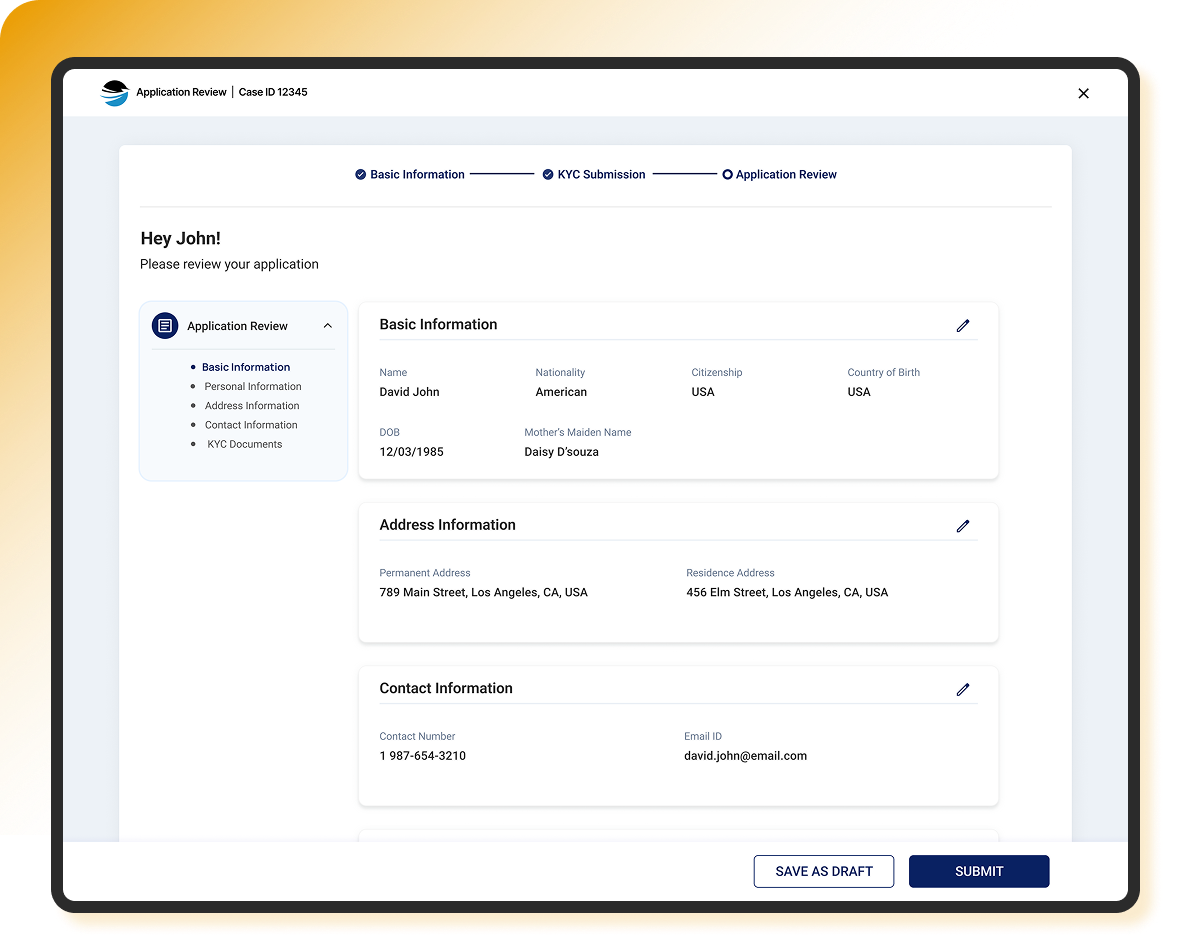 Application Review | Case ID 12345
Basic Information KYC Submission Application Review
Hey John!
Please review your application
Application Review
Basic Information
Personal Information
Address Information
Contact Information
KYC Documents
Basic Information
Name Nationality Citizenship Country of Birth
David John American USA USA
DOB Mother's Maiden Name
12/03/1985 Daisy D'souza
Address Information
Permanent Address Residence Address
789 Main Street, Los Angeles, CA, USA 456 Elm Street, Los Angeles, CA, USA
Contact Information
Contact Number Email ID
1 987-654-3210 david.john@email.com
SAVE AS DRAFT SUBMIT